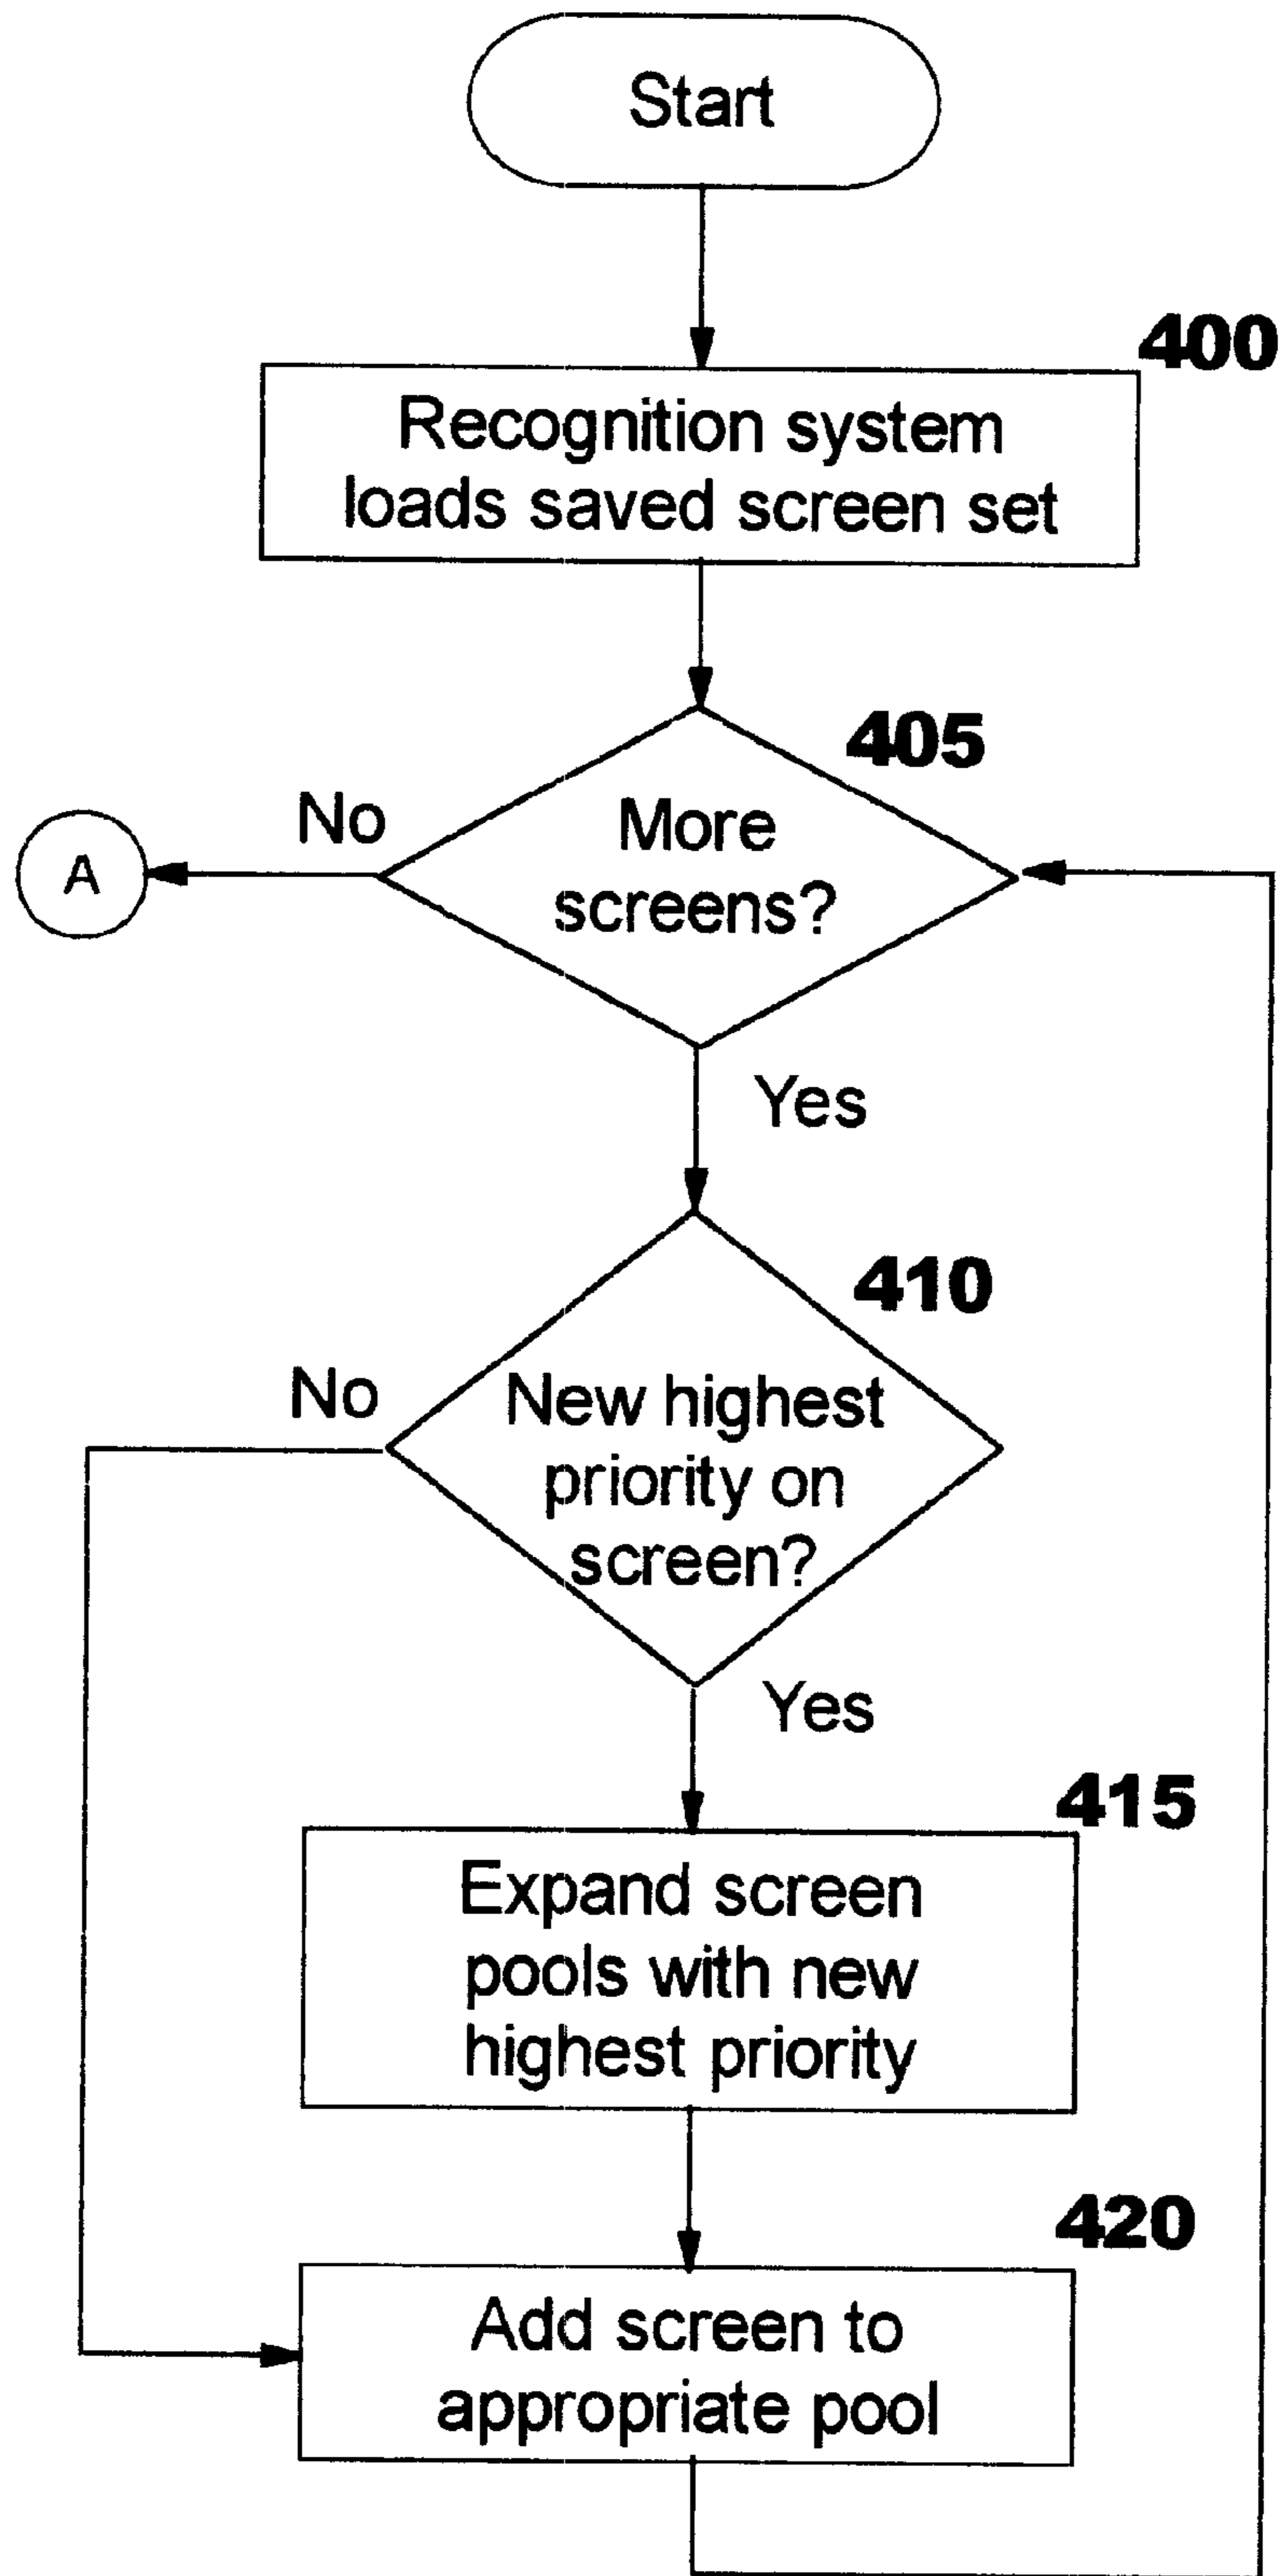 Start
400
Recognition system
loads saved screen set
405
No
More
screens?
A
Yes
410
No
New highest
priority on
screen?
Yes
415
Expand screen
pools with new
highest priority
420
Add screen to
appropriate pool